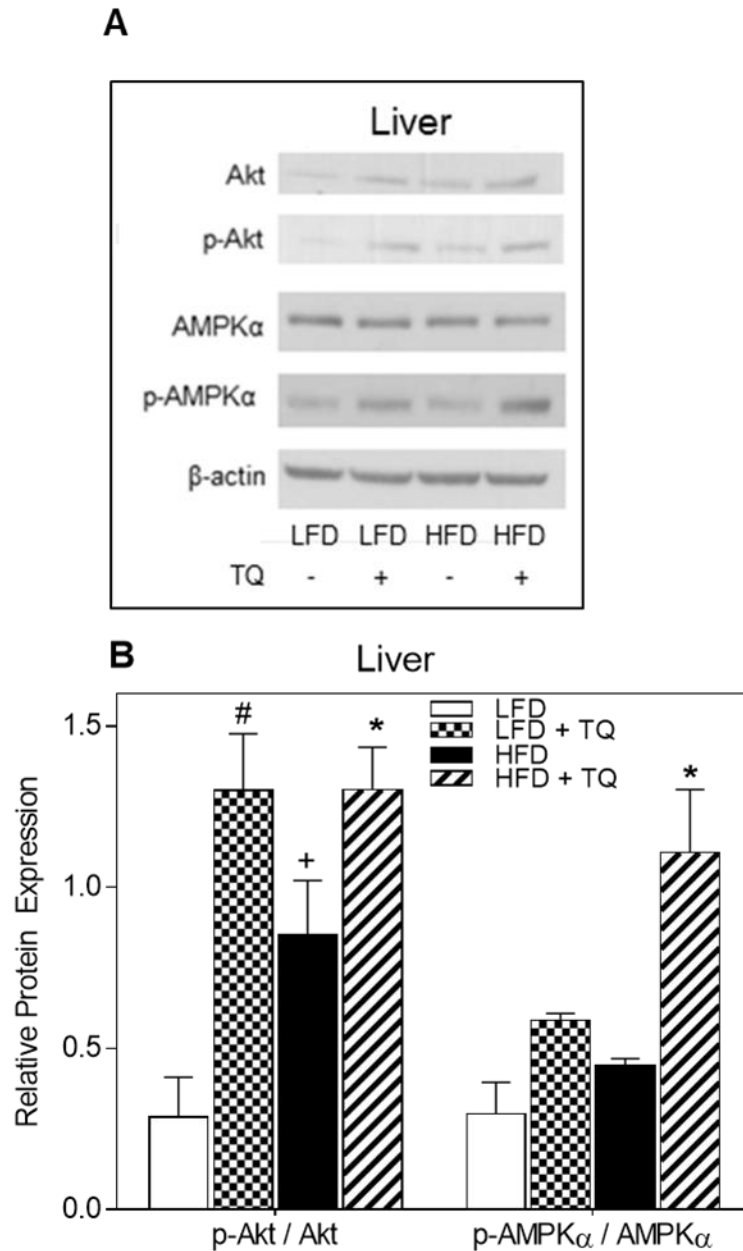 A
Liver
Akt
p-Akt
AMPKα
p-AMPKα
β-actin
LFD LFD HFD HFD
TQ - + - +
B Liver
Relative Protein Expression
1.5
1.0
0.5
0.0
# + * *
LFD
LFD + TQ
HFD
HFD + TQ
p-Akt / Akt p-AMPKα / AMPKα